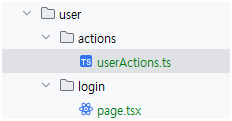 user
actions
TS userActions.ts
login
page.tsx